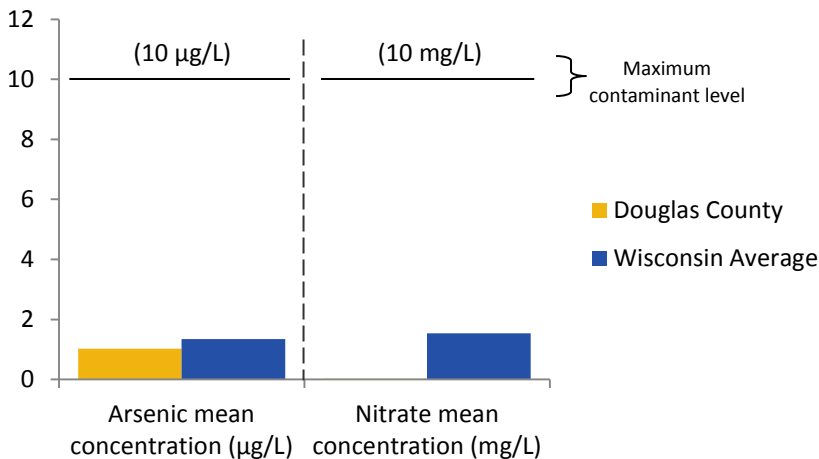 12
10
8
6
4
2
0
(10 µg/L)
(10 mg/L)
Maximum
contaminant level
Douglas County
Wisconsin Average
Arsenic mean
concentration (µg/L)
Nitrate mean
concentration (mg/L)